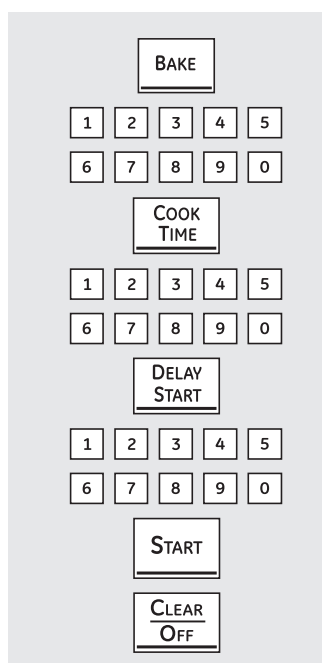 BAKE
1 2 3 4 5
6 7 8 9 0
COOK
TIME
1 2 3 4 5
6 7 8 9 0
DELAY
START
1 2 3 4 5
6 7 8 9 0
START
CLEAR
OFF